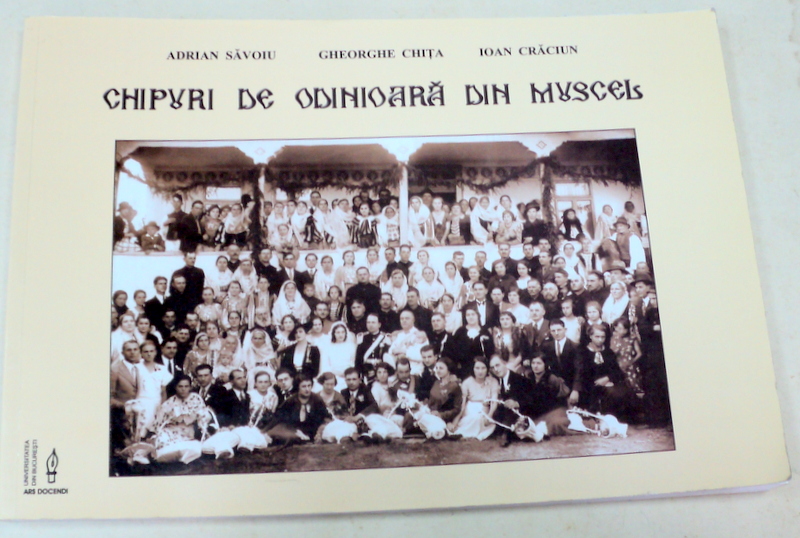 ADRIAN SĂVOIU GHEORGHE CHIȚA IOAN CRĂCIUN
CHIPURI DE ODINIOARĂ DIN MUSCEL
UNIVERSITATEA
DIN BUCUREȘTI
ARS DOCENDI